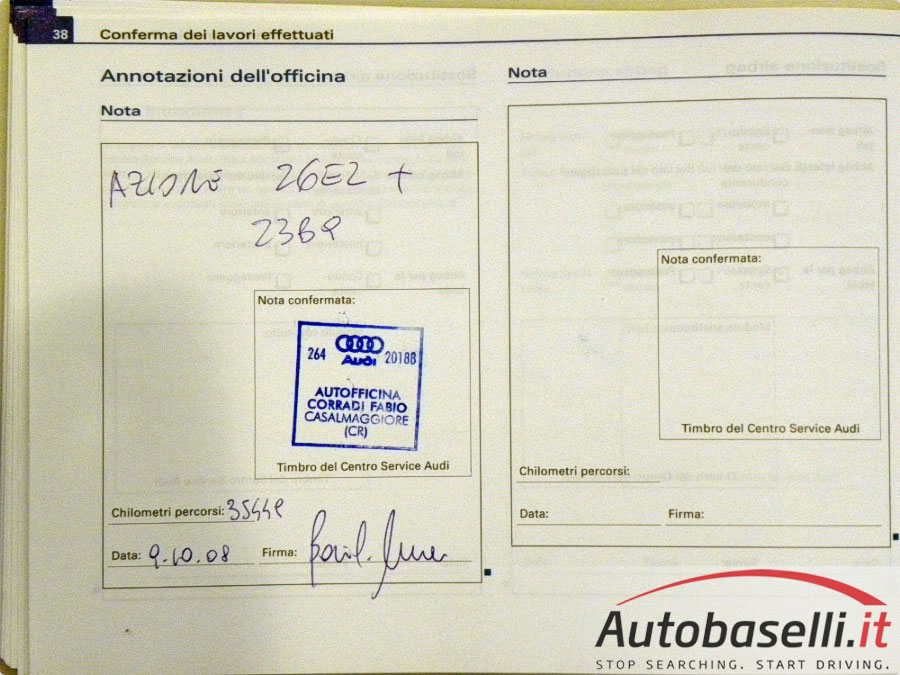 38 Conferma dei lavori effettuati
Annotazioni dell'officina
Nota
AZIONE 26E2 +
23B9
Nota confermata:
264 Audi 20188
AUTOFFICINA
CORRADI FABIO
CASALMAGGIORE
(CR)
Timbro del Centro Service Audi
Chilometri percorsi: 35449
Data: 9.10.08 Firma:
Nota
Nota confermata:
Timbro del Centro Service Audi
Chilometri percorsi:
Data: Firma:
Autobaselli.it
STOP SEARCHING. START DRIVING.